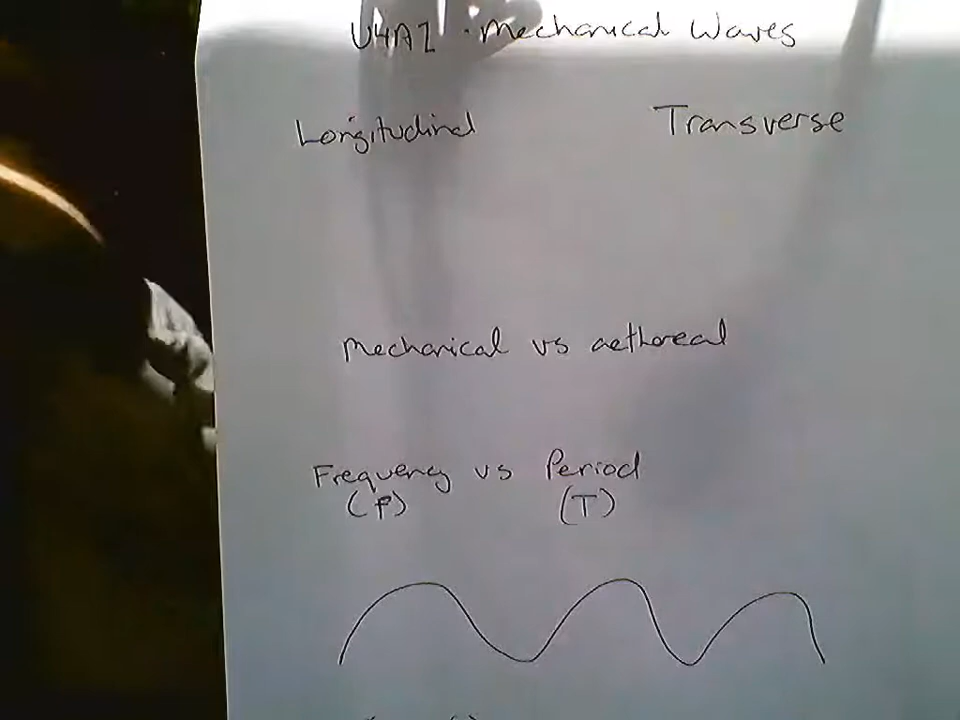 U4A2 · Mechanical Waves
Longitudinal Transverse
Mechanical vs aethoreal
Frequency vs Period
(f) (T)